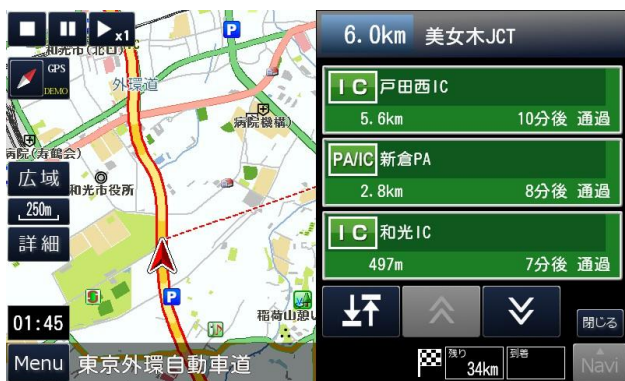 x1
和光市(北口)
GPS
DEMO
外環道
P
病院機構)
病院(寿鶴会)
広域
和光市役所
250m
詳細
P
稲荷山憩い
01:45
Menu
東京外環自動車道
6.0km 美女木JCT
IC 戸田西IC
5.6km 10分後 通過
PA/IC 新倉PA
2.8km 8分後 通過
IC 和光IC
497m 7分後 通過
閉じる
残り
34km
到着
Navi